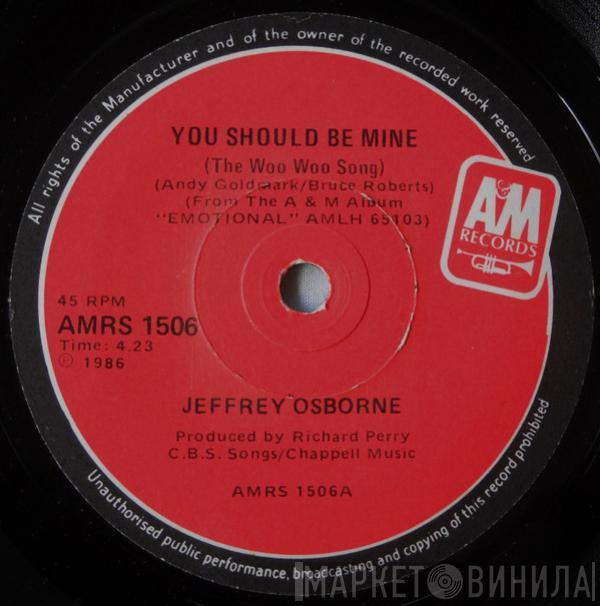 All rights of the Manufacturer and of the owner of the recorded work reserved
YOU SHOULD BE MINE
(The Woo Woo Song)
(Andy Goldmark/Bruce Roberts)
(From The A & M Album
"EMOTIONAL" AMLH 65103)
A&M
RECORDS
45 RPM
AMRS 1506
Time: 4.23
℗ 1986
JEFFREY OSBORNE
Produced by Richard Perry
C.B.S. Songs/Chappell Music
AMRS 1506A
Unauthorised public performance, broadcasting and copying of this record prohibited
МАРКЕТ ВИНИЛА